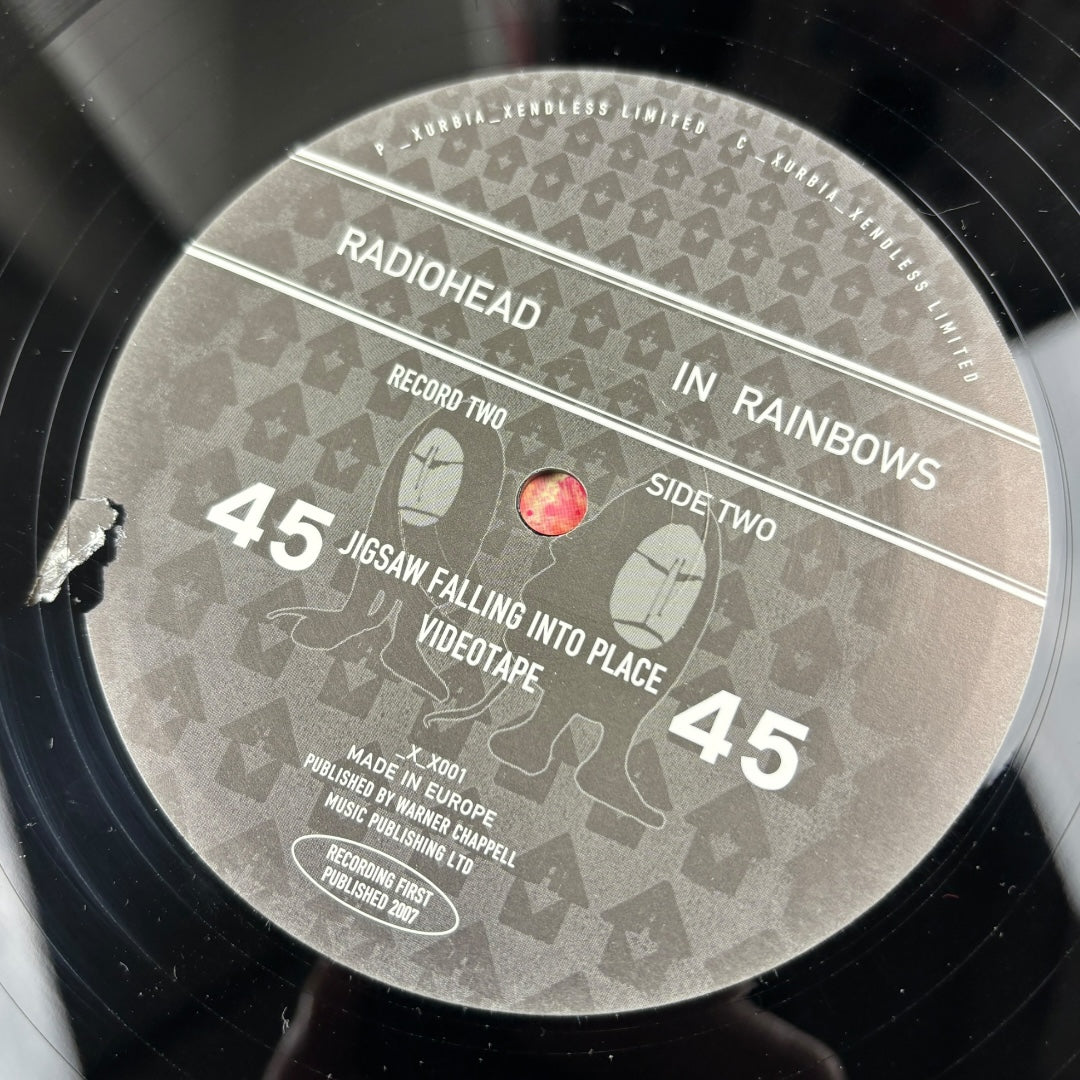 P _XURBIA_XENDLESS LIMITED C _XURBIA_XENDLESS LIMITED
RADIOHEAD IN RAINBOWS
RECORD TWO SIDE TWO
45 45
JIGSAW FALLING INTO PLACE
VIDEOTAPE
_X_X001
MADE IN EUROPE
PUBLISHED BY WARNER CHAPPELL
MUSIC PUBLISHING LTD
RECORDING FIRST
PUBLISHED 2007